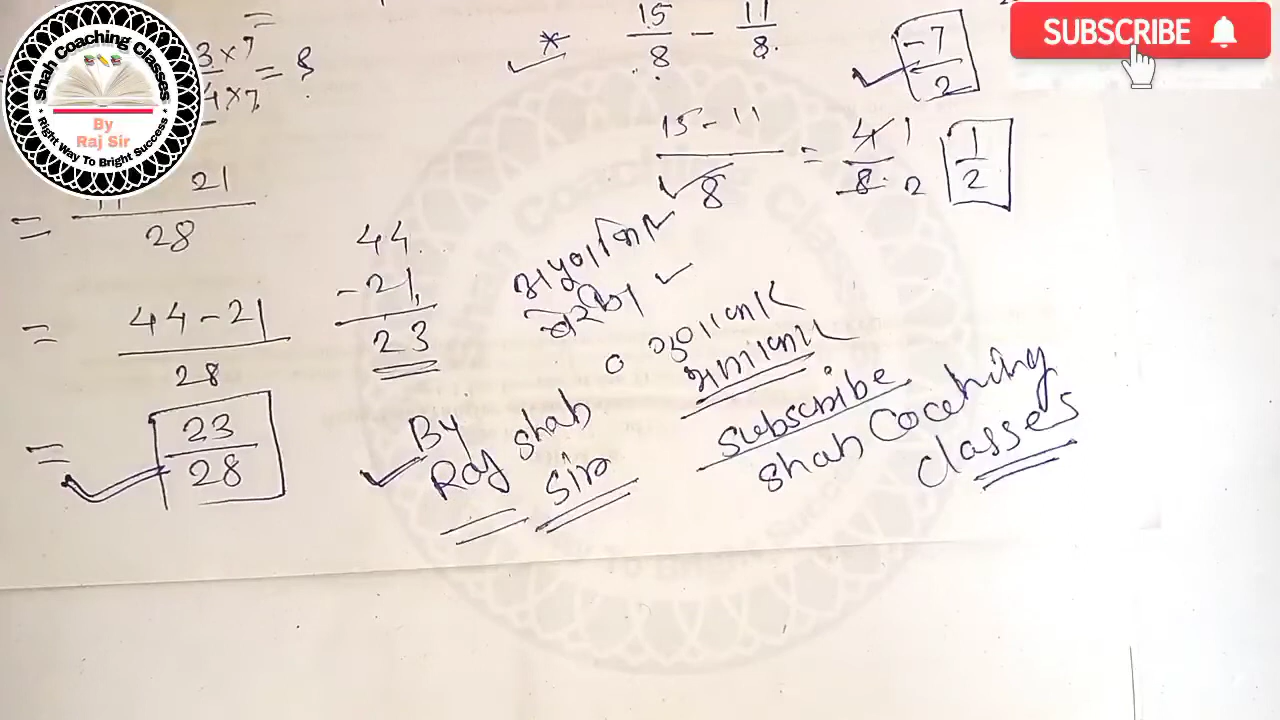 Shah Coaching Classes
By
Raj Sir
Right Way To Bright Success
SUBSCRIBE
=
3×7
4×7
= ?
= 21
28
= 44-21
28
= 23
28
44
-21
23
* 15/8 - 11/8
15-11
8
= 4/8 1 2
1
2
-7
2
By
Raj shah
sir
subscribe
shah Cocching
classes